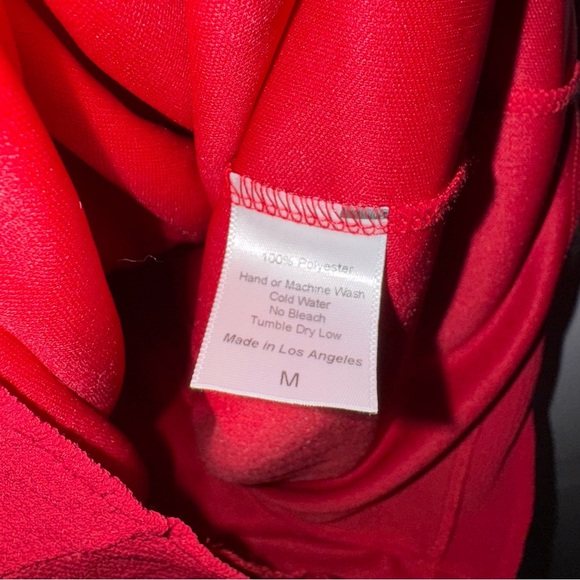 100% Polyester
Hand or Machine Wash
Cold Water
No Bleach
Tumble Dry Low
Made in Los Angeles
M